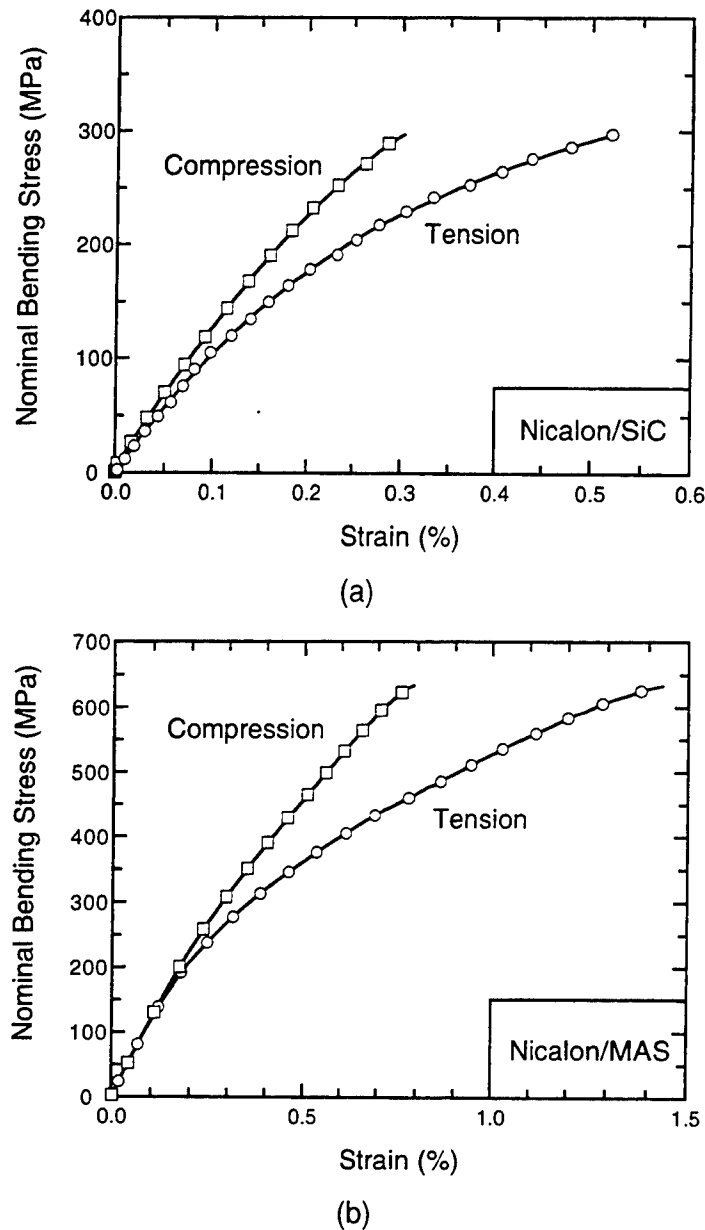 400
300
200
100
0
Nominal Bending Stress (MPa)
Compression
Tension
Nicalon/SiC
0.0
0.1
0.2
0.3
0.4
0.5
0.6
Strain (%)
(a)
700
600
500
400
300
200
100
0
Nominal Bending Stress (MPa)
Compression
Tension
Nicalon/MAS
0.0
0.5
1.0
1.5
Strain (%)
(b)